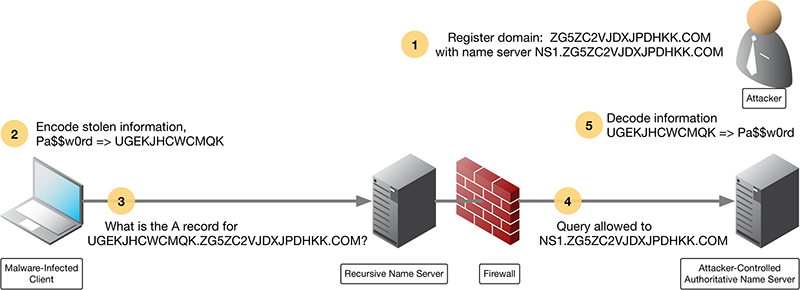 1
Register domain: ZG5ZC2VJDXJPDHKK.COM
with name server NS1.ZG5ZC2VJDXJPDHKK.COM
Attacker
2
Encode stolen information,
Pa$$w0rd => UGEKJHCWCMQK
5
Decode information
UGEKJHCWCMQK => Pa$$w0rd
3
What is the A record for
UGEKJHCWCMQK.ZG5ZC2VJDXJPDHKK.COM?
4
Query allowed to
NS1.ZG5ZC2VJDXJPDHKK.COM
Malware-Infected
Client
Recursive Name Server
Firewall
Attacker-Controlled
Authoritative Name Server